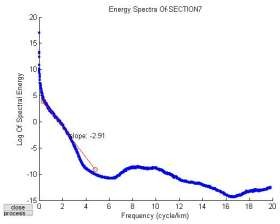 Energy Spectra Of-SECTION7
Log Of Spectral Energy
20
15
10
5
0
-5
-10
-15
slope: -2.91
0 2 4 6 8 10 12 14 16 18 20
Frequency (cycle/km)
close
process